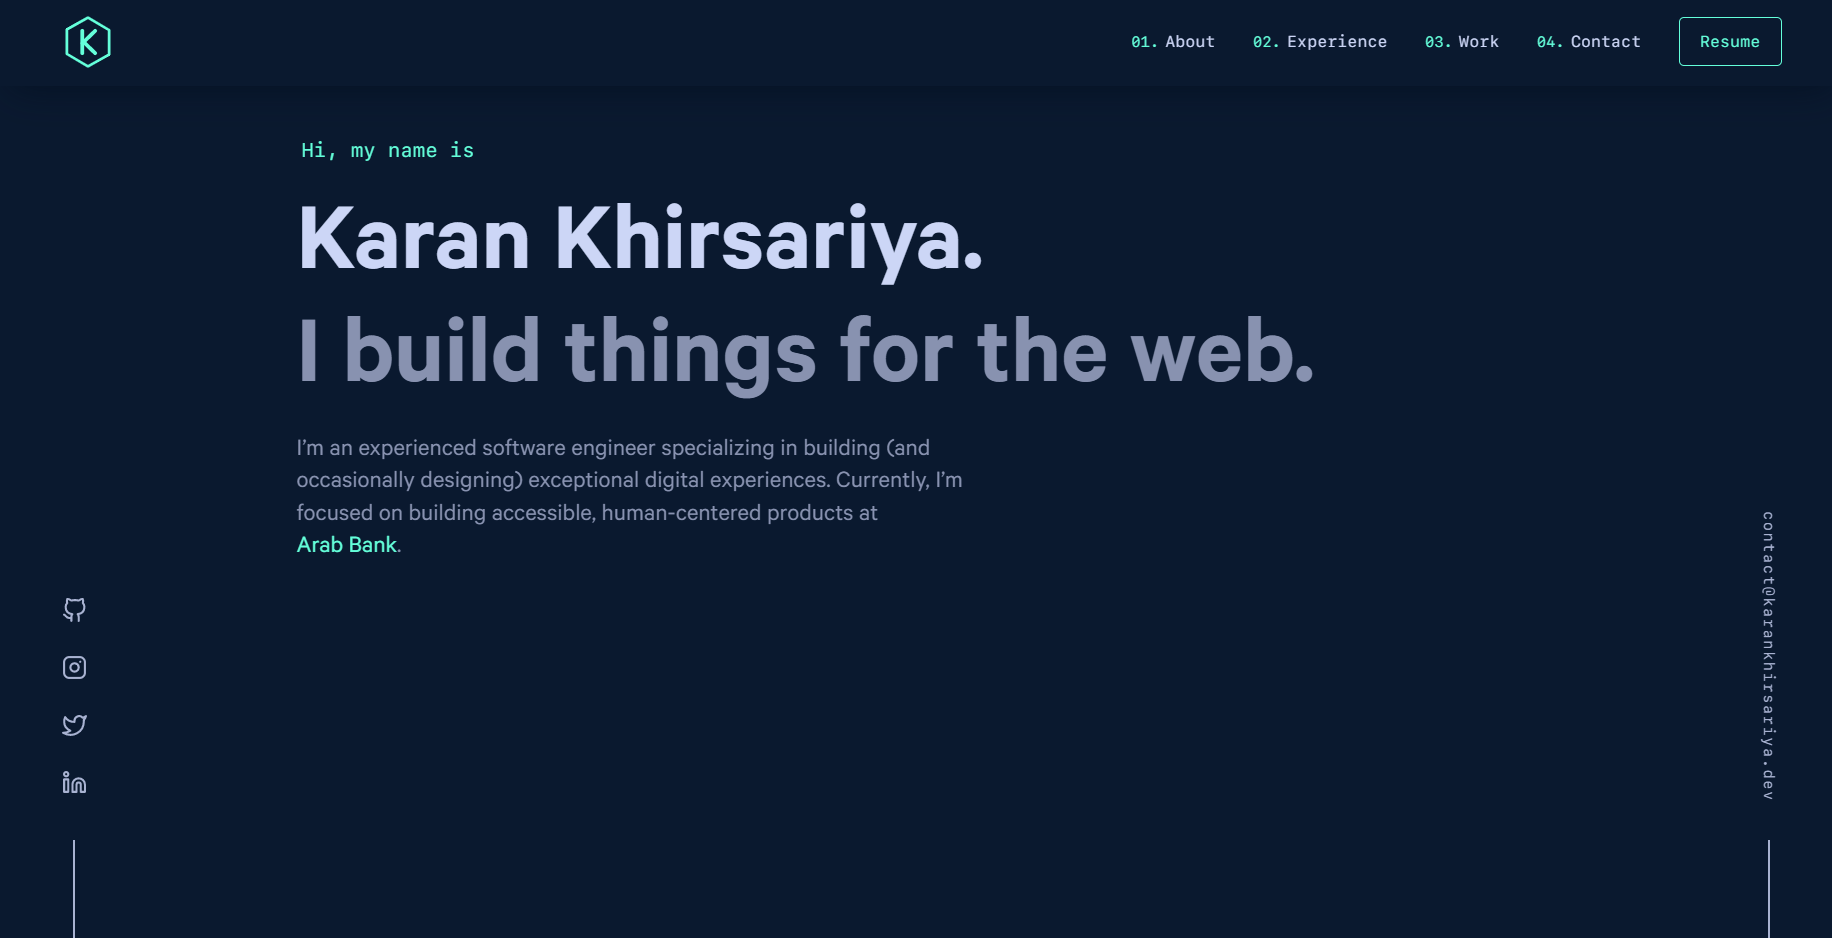 K
01. About
02. Experience
03. Work
04. Contact
Resume
Hi, my name is
Karan Khirsariya.
I build things for the web.
I’m an experienced software engineer specializing in building (and
occasionally designing) exceptional digital experiences. Currently, I’m
focused on building accessible, human-centered products at
Arab Bank.
contact@karankhirsariya.dev